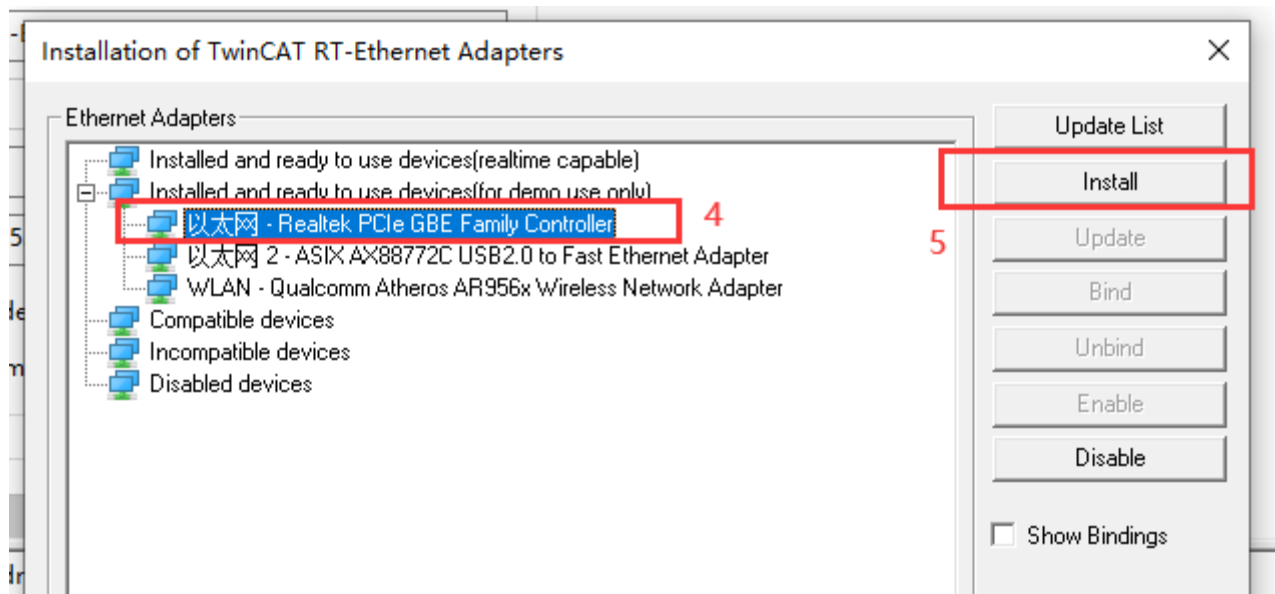 Installation of TwinCAT RT-Ethernet Adapters
Ethernet Adapters
Update List
Installed and ready to use devices(realtime capable)
Install
Installed and ready to use devices(for demo use only)
以太网 - Realtek PCIe GBE Family Controller
4
5
Update
以太网 2 - ASIX AX88772C USB2.0 to Fast Ethernet Adapter
WLAN - Qualcomm Atheros AR956x Wireless Network Adapter
Bind
Compatible devices
Incompatible devices
Unbind
Disabled devices
Enable
Disable
Show Bindings